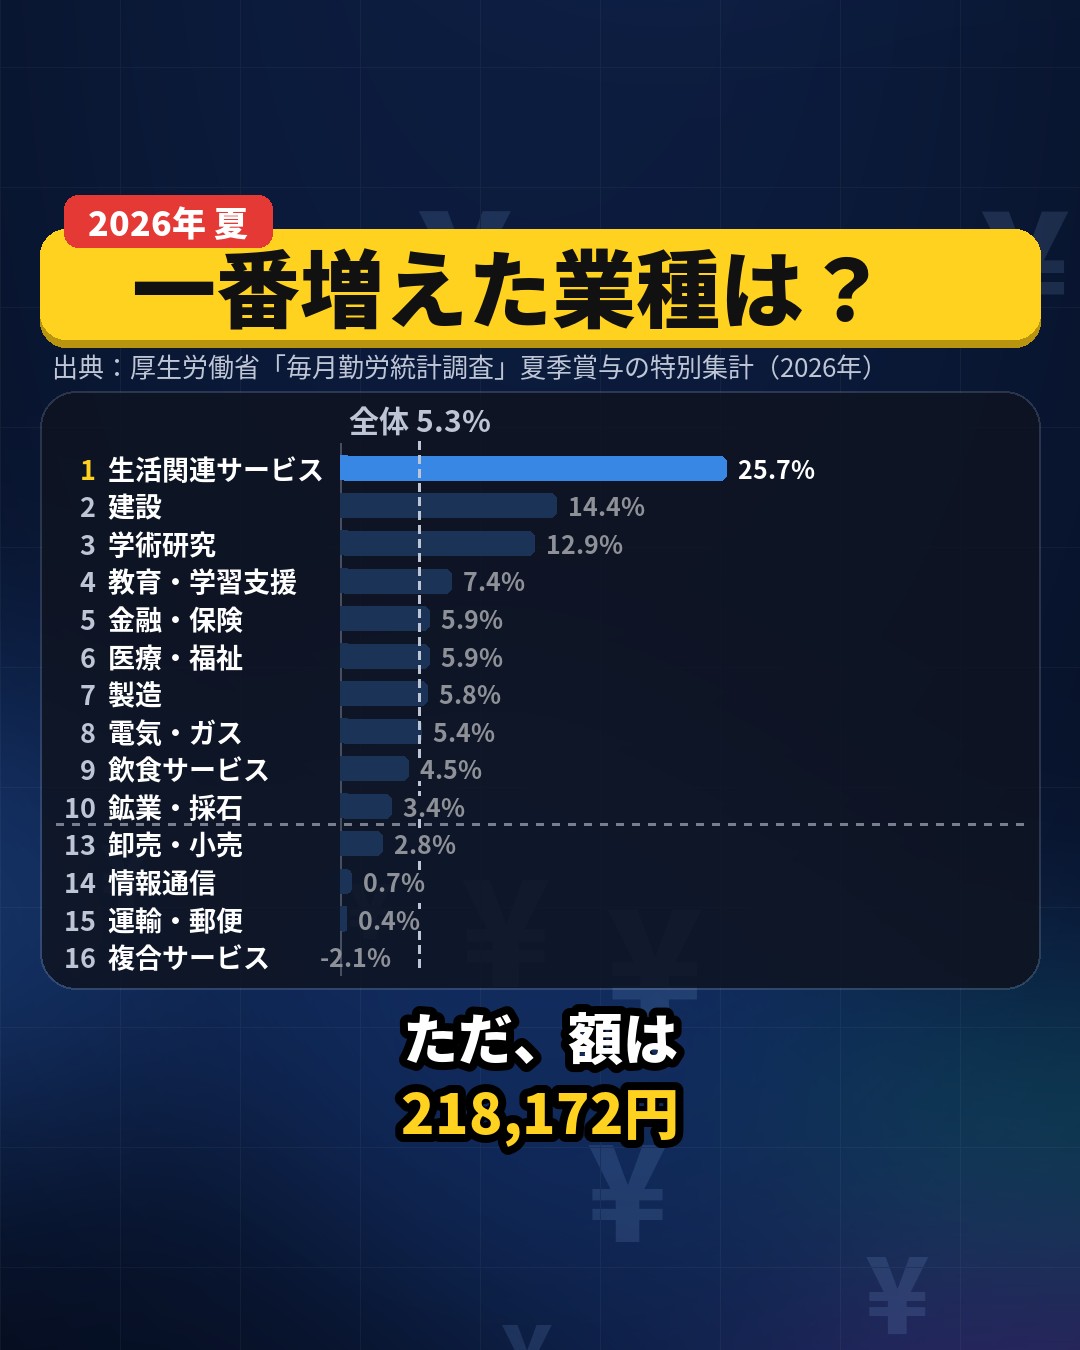 2026年 夏
一番増えた業種は？
出典：厚生労働省「毎月勤労統計調査」夏季賞与の特別集計（2026年）
全体 5.3%
1 生活関連サービス 25.7%
2 建設 14.4%
3 学術研究 12.9%
4 教育・学習支援 7.4%
5 金融・保険 5.9%
6 医療・福祉 5.9%
7 製造 5.8%
8 電気・ガス 5.4%
9 飲食サービス 4.5%
10 鉱業・採石 3.4%
13 卸売・小売 2.8%
14 情報通信 0.7%
15 運輸・郵便 0.4%
16 複合サービス -2.1%
ただ、額は
218,172円
¥
¥
¥
¥
¥
¥
¥